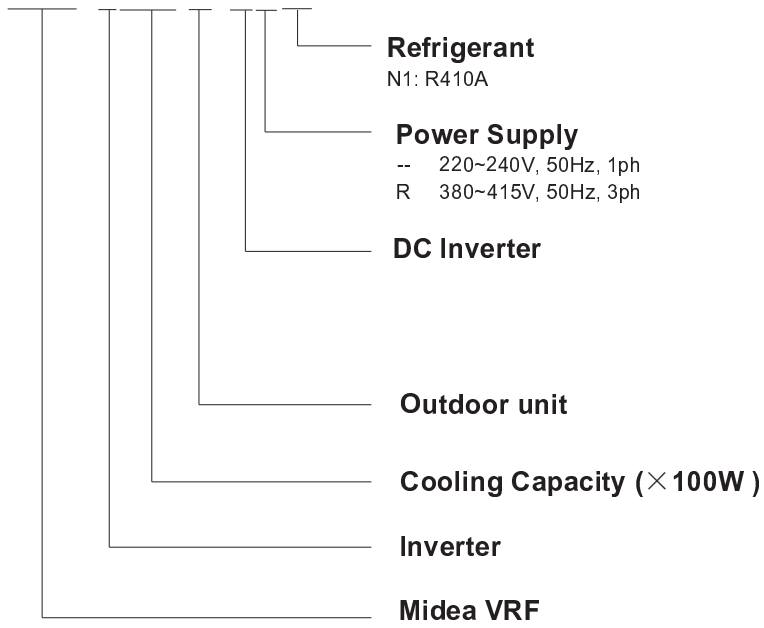 Refrigerant
N1: R410A
Power Supply
-- 220~240V, 50Hz, 1ph
R 380~415V, 50Hz, 3ph
DC Inverter
Outdoor unit
Cooling Capacity (×100W )
Inverter
Midea VRF